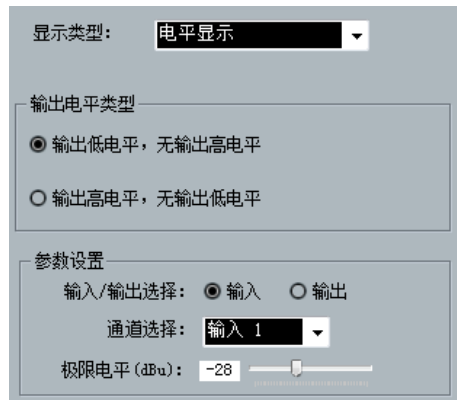 显示类型： 电平显示
输出电平类型
输出低电平，无输出高电平
输出高电平，无输出低电平
参数设置
输入/输出选择： 输入 输出
通道选择： 输入 1
极限电平(dBu)： -28